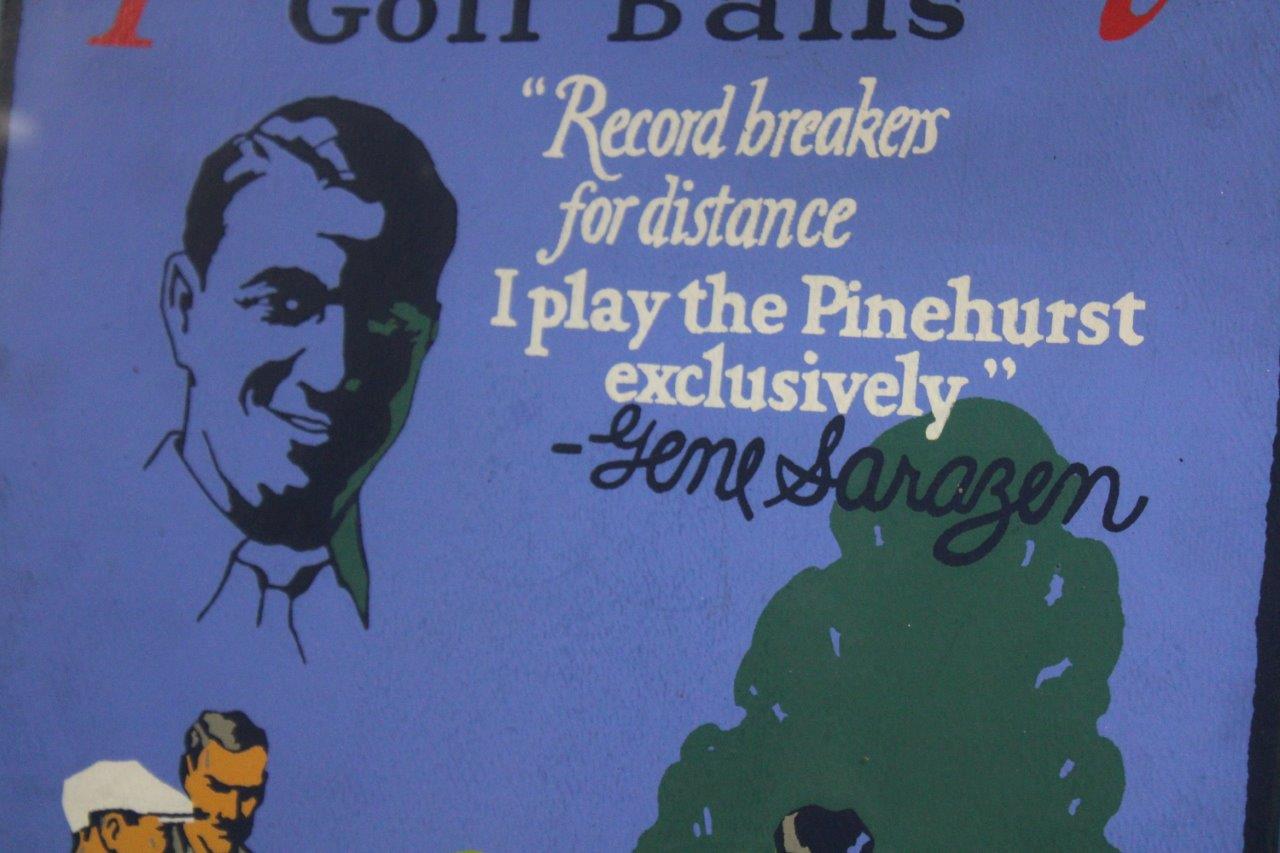 Golf Balls
“Record breakers
for distance
I play the Pinehurst
exclusively”
-Gene Sarazen